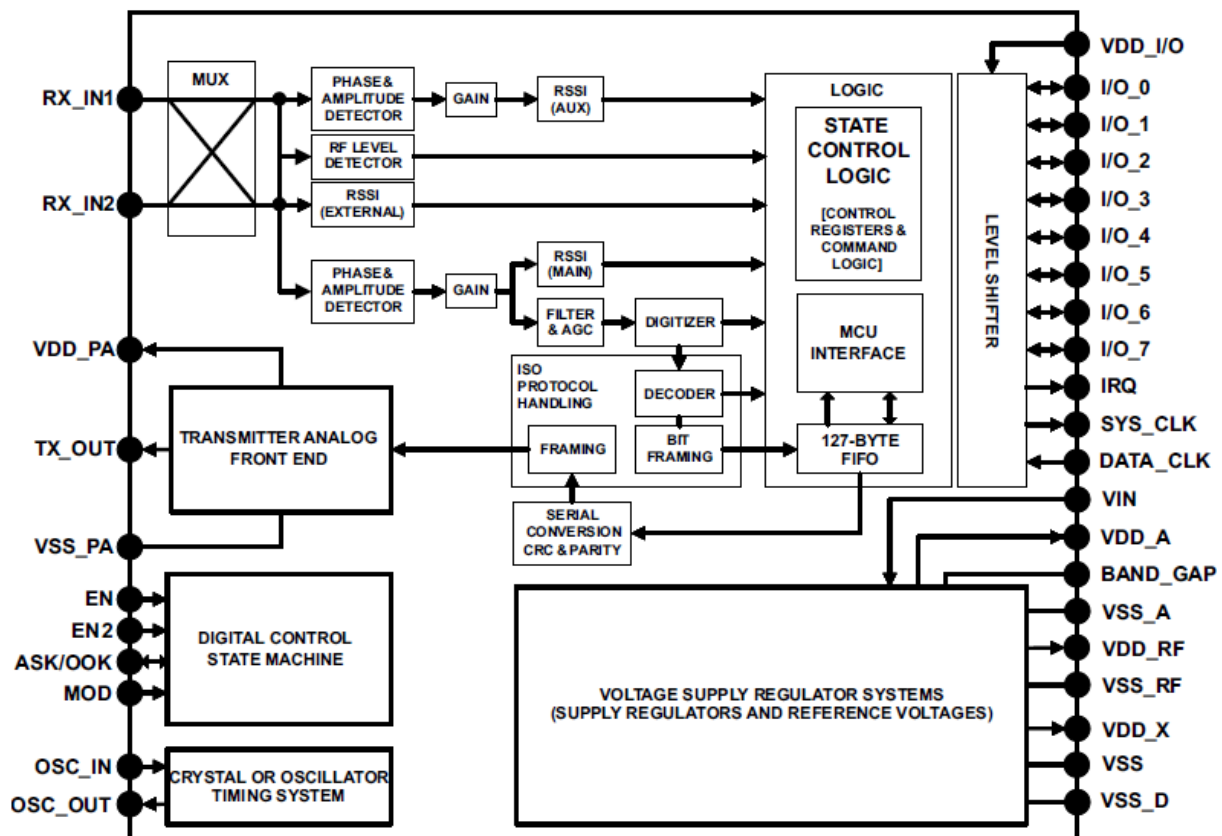 MUX
RX_IN1
RX_IN2
PHASE &
AMPLITUDE
DETECTOR
GAIN
RSSI
(AUX)
RF LEVEL
DETECTOR
RSSI
(EXTERNAL)
PHASE &
AMPLITUDE
DETECTOR
GAIN
RSSI
(MAIN)
FILTER
& AGC
DIGITIZER
ISO
PROTOCOL
HANDLING
DECODER
FRAMING
BIT
FRAMING
SERIAL
CONVERSION
CRC & PARITY
LOGIC
STATE
CONTROL
LOGIC
[CONTROL
REGISTERS &
COMMAND
LOGIC]
MCU
INTERFACE
127-BYTE
FIFO
LEVEL SHIFTER
VDD_PA
TX_OUT
VSS_PA
TRANSMITTER ANALOG
FRONT END
EN
EN2
ASK/OOK
MOD
DIGITAL CONTROL
STATE MACHINE
OSC_IN
OSC_OUT
CRYSTAL OR OSCILLATOR
TIMING SYSTEM
VOLTAGE SUPPLY REGULATOR SYSTEMS
(SUPPLY REGULATORS AND REFERENCE VOLTAGES)
VDD_I/O
I/O_0
I/O_1
I/O_2
I/O_3
I/O_4
I/O_5
I/O_6
I/O_7
IRQ
SYS_CLK
DATA_CLK
VIN
VDD_A
BAND_GAP
VSS_A
VDD_RF
VSS_RF
VDD_X
VSS
VSS_D